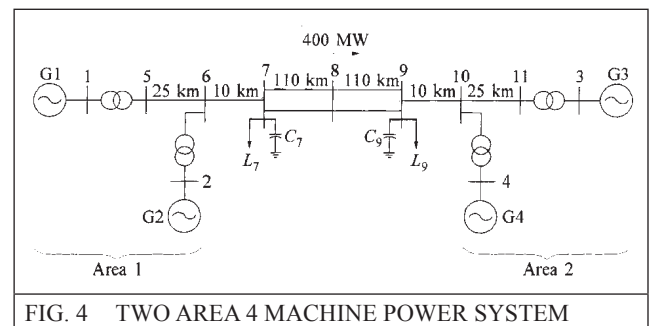 400 MW
G1 1 5 25 km 6 10 km 7 110 km 8 110 km 9 10 km 10 25 km 11 3 G3
L7 C7 C9 L9
2 4
G2 G4
Area 1 Area 2
FIG. 4 TWO AREA 4 MACHINE POWER SYSTEM